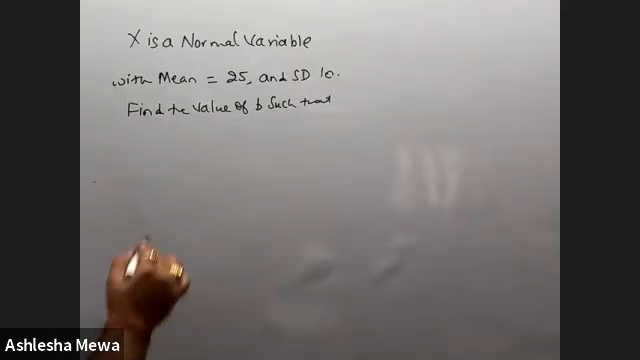 X is a Normal Variable
with Mean = 25, and SD 10.
Find the value of b such that
Ashlesha Mewa